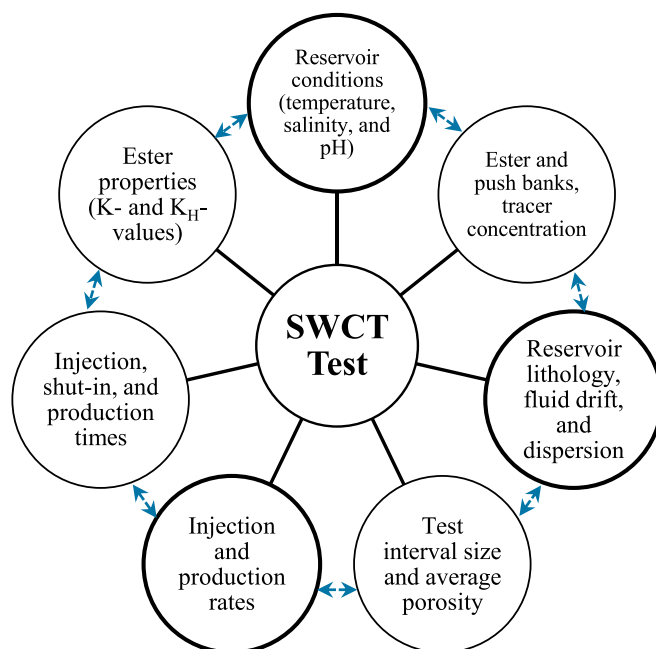 Reservoir
conditions
(temperature,
salinity, and
pH)
Ester and
push banks,
tracer
concentration
Reservoir
lithology,
fluid drift,
and
dispersion
Test
interval size
and average
porosity
Injection
and
production
rates
Injection,
shut-in, and
production
times
Ester
properties
(K- and K_H-
values)
SWCT
Test